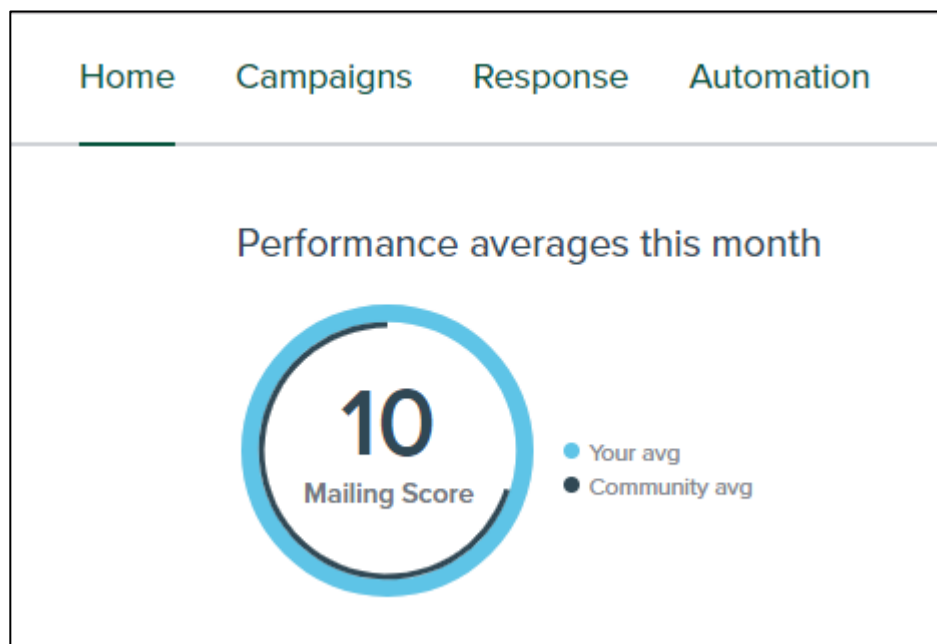 Home Campaigns Response Automation
Performance averages this month
10
Mailing Score
Your avg
Community avg